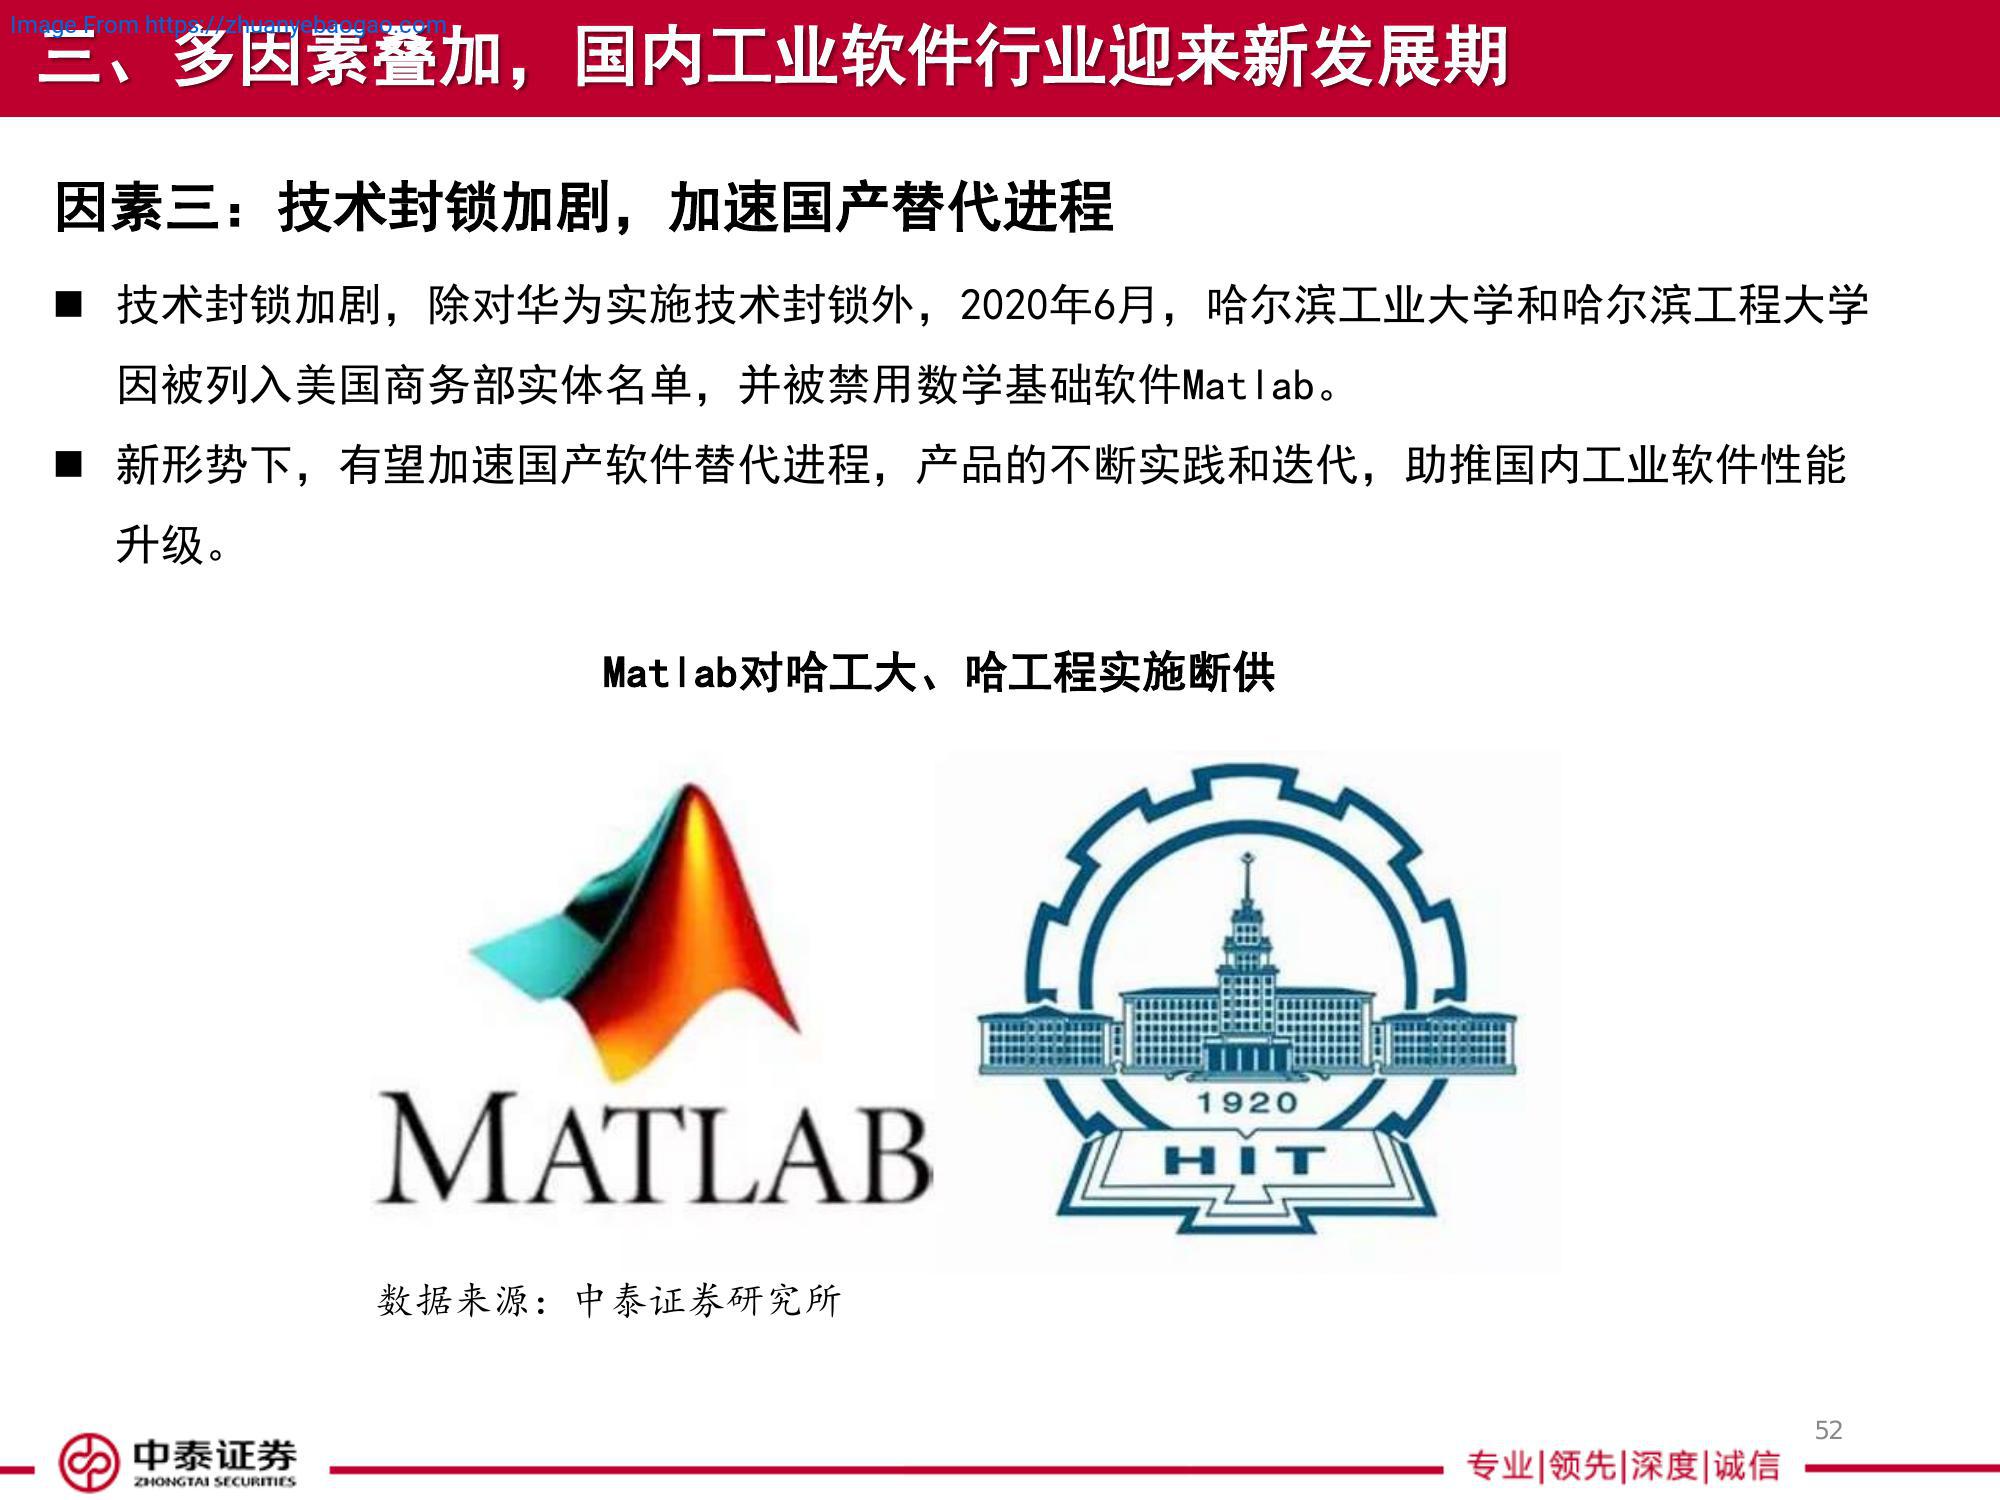 Image From https://zhuanyebaogao.com
三、多因素叠加，国内工业软件行业迎来新发展期
因素三：技术封锁加剧，加速国产替代进程
■ 技术封锁加剧，除对华为实施技术封锁外，2020年6月，哈尔滨工业大学和哈尔滨工程大学
因被列入美国商务部实体名单，并被禁用数学基础软件Matlab。
■ 新形势下，有望加速国产软件替代进程，产品的不断实践和迭代，助推国内工业软件性能
升级。
Matlab对哈工大、哈工程实施断供
MATLAB
1920
HIT
数据来源：中泰证券研究所
52
中泰证券
ZHONGTAI SECURITIES
专业|领先|深度|诚信